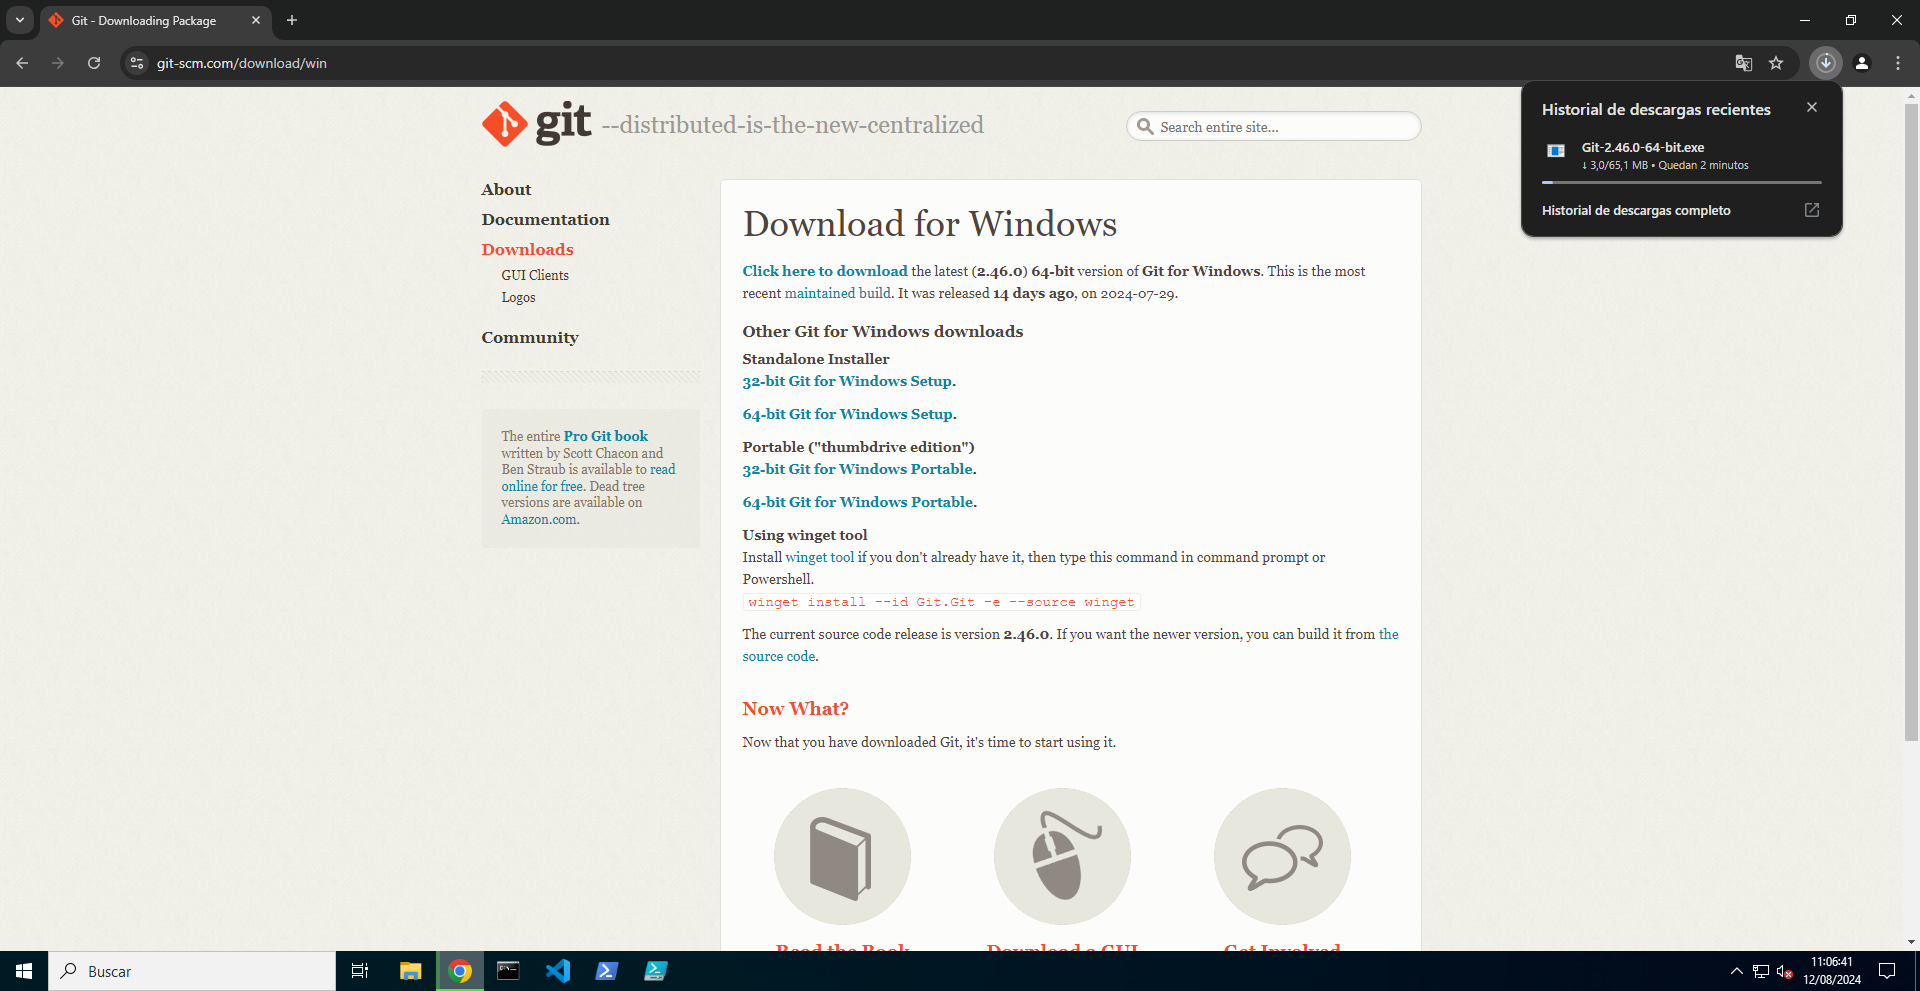 Git - Downloading Package
git-scm.com/download/win
Historial de descargas recientes
Git-2.46.0-64-bit.exe
↓ 3,0/65,1 MB • Quedan 2 minutos
Historial de descargas completo
git --distributed-is-the-new-centralized
Search entire site...
About
Documentation
Downloads
GUI Clients
Logos
Community
The entire Pro Git book
written by Scott Chacon and
Ben Straub is available to read
online for free. Dead tree
versions are available on
Amazon.com.
Download for Windows
Click here to download the latest (2.46.0) 64-bit version of Git for Windows. This is the most
recent maintained build. It was released 14 days ago, on 2024-07-29.
Other Git for Windows downloads
Standalone Installer
32-bit Git for Windows Setup.
64-bit Git for Windows Setup.
Portable ("thumbdrive edition")
32-bit Git for Windows Portable.
64-bit Git for Windows Portable.
Using winget tool
Install winget tool if you don't already have it, then type this command in command prompt or
Powershell.
winget install --id Git.Git -e --source winget
The current source code release is version 2.46.0. If you want the newer version, you can build it from the
source code.
Now What?
Now that you have downloaded Git, it's time to start using it.
Read the Book
Download a GUI
Get Involved
Buscar
11:06:41
12/08/2024